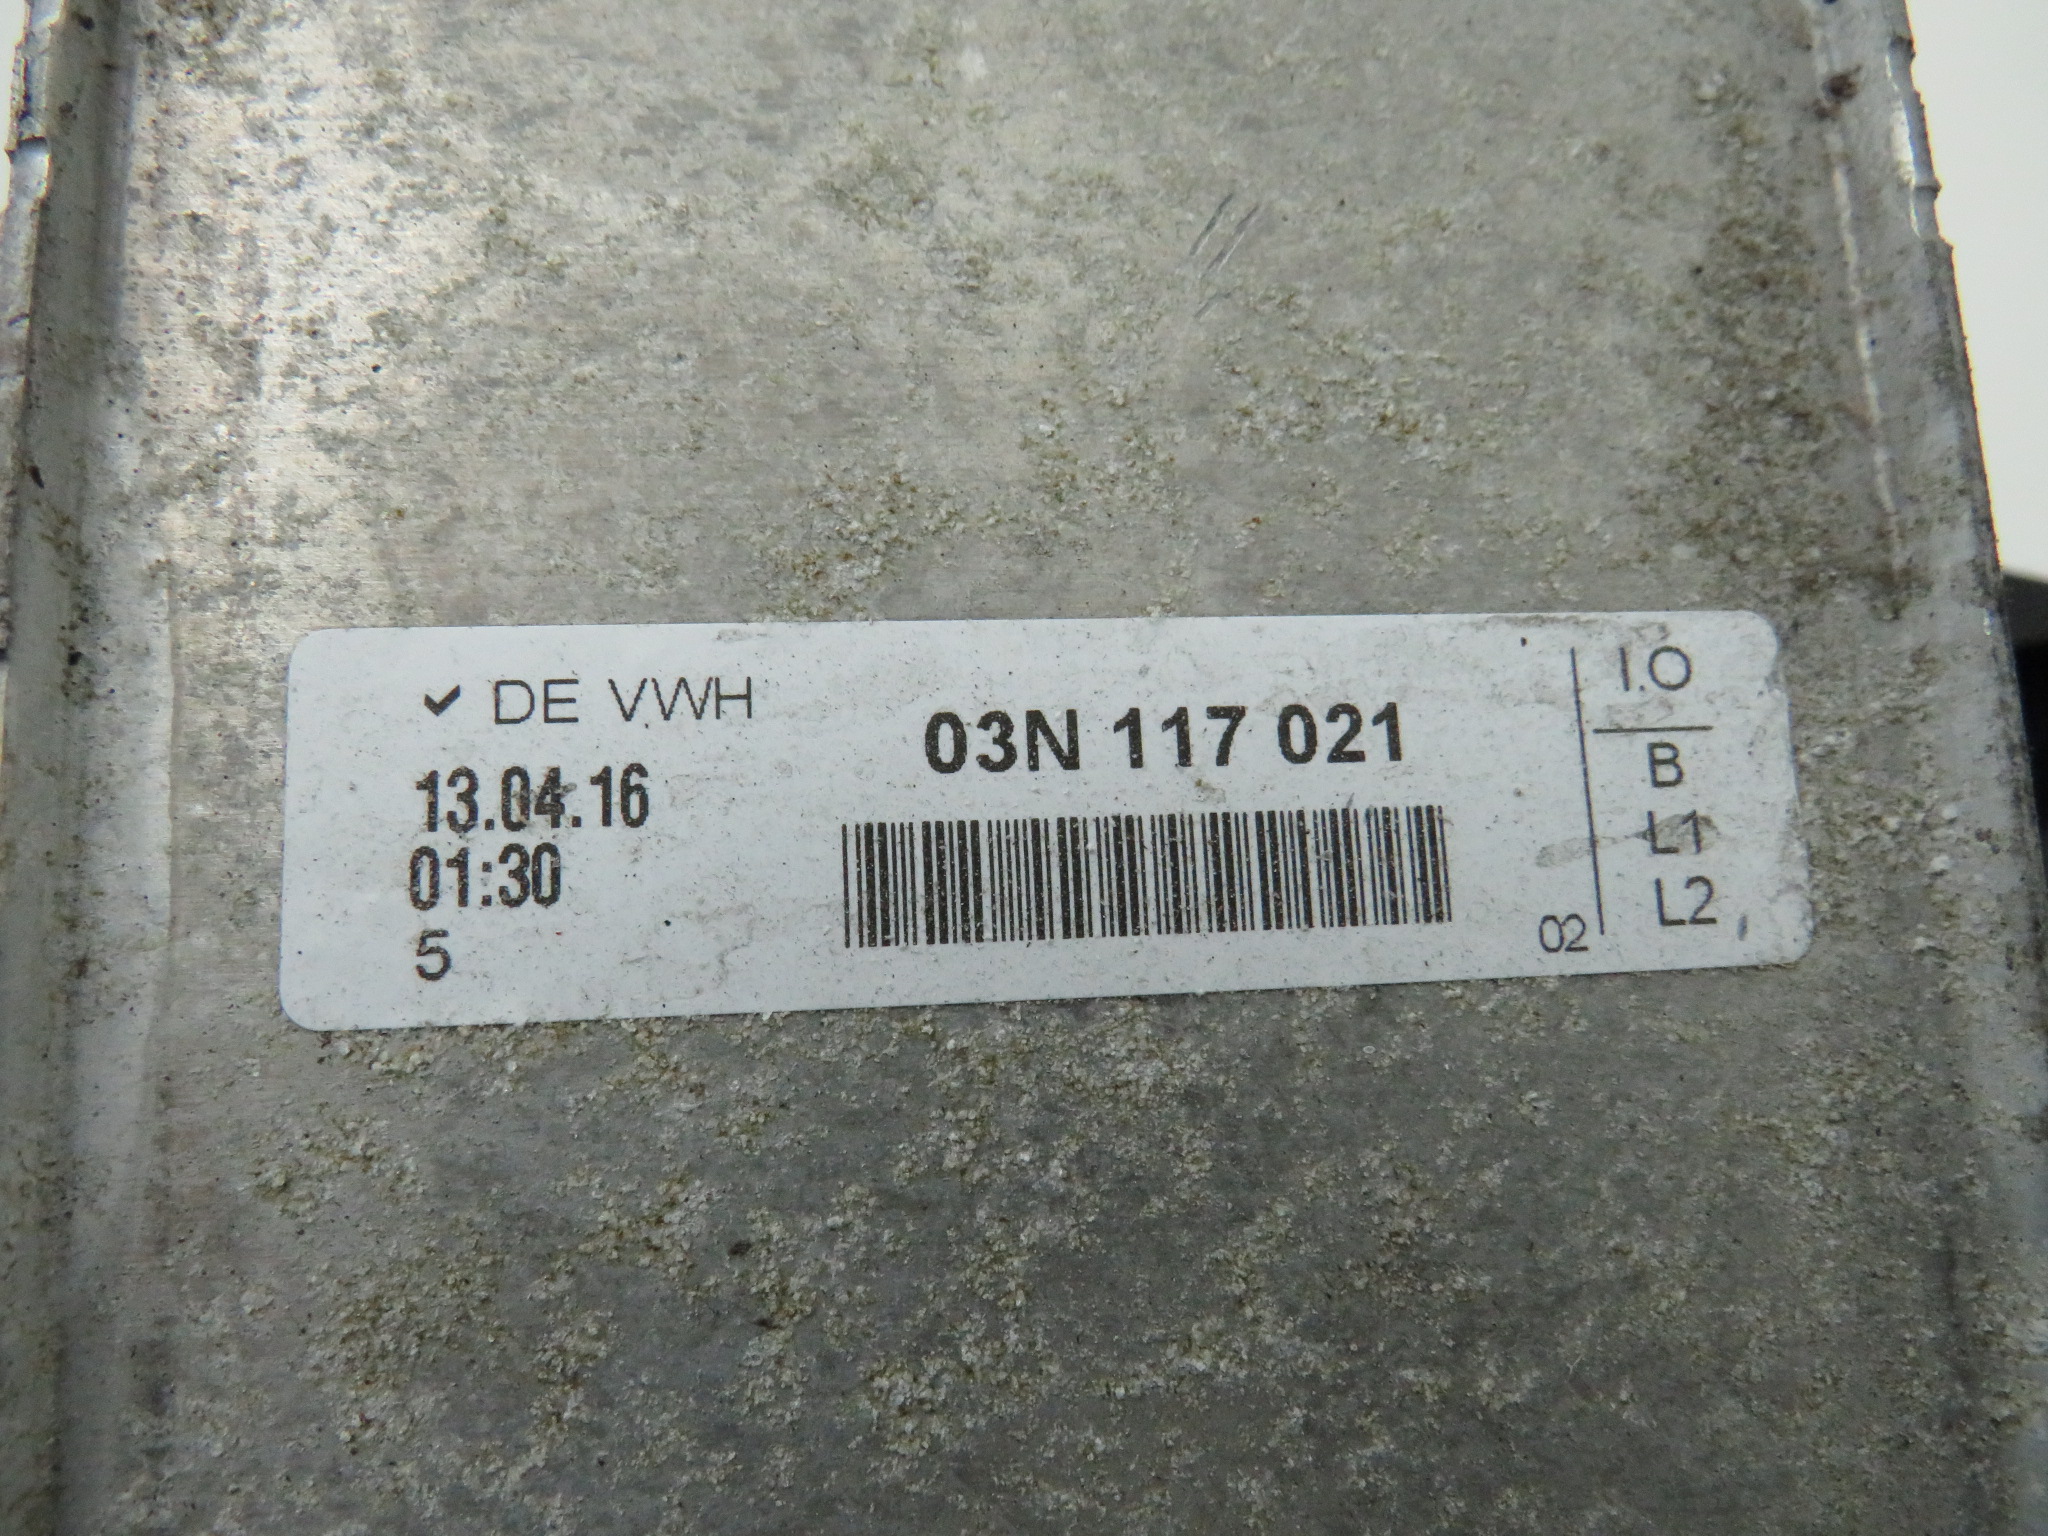 ✓ DE VWH
13.04.16
01:30
5
03N 117 021
02
I.O
B
L1
L2